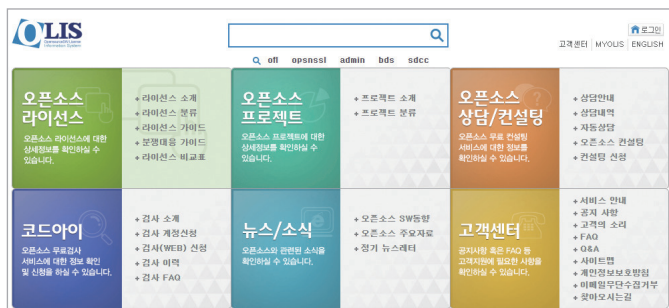 OLIS
OpensourceSW License
Information System
로그인
고객센터 MYOLIS ENGLISH
ofl opsnssl admin bds sdcc
오픈소스
라이선스
오픈소스 라이선스에 대한
상세정보를 확인하실 수
있습니다.
+ 라이선스 소개
+ 라이선스 분류
+ 라이선스 가이드
+ 분쟁대응 가이드
+ 라이선스 비교표
오픈소스
프로젝트
오픈소스 프로젝트에 대한
상세정보를 확인하실 수
있습니다.
+ 프로젝트 소개
+ 프로젝트 분류
오픈소스
상담/컨설팅
오픈소스 무료 컨설팅
서비스에 대한 정보를
확인하실 수 있습니다.
+ 상담안내
+ 상담내역
+ 자동상담
+ 오픈소스 컨설팅
+ 컨설팅 신청
코드아이
오픈소스 무료검사
서비스에 대한 정보 확인
및 신청을 하실 수 있습니다.
+ 검사 소개
+ 검사 계정신청
+ 검사(WEB) 신청
+ 검사 이력
+ 검사 FAQ
뉴스/소식
오픈소스와 관련된 소식을
확인하실 수 있습니다.
+ 오픈소스 SW동향
+ 오픈소스 주요자료
+ 정기 뉴스레터
고객센터
공지사항 혹은 FAQ 등
고객지원에 필요한 사항을
확인하실 수 있습니다.
+ 서비스 안내
+ 공지 사항
+ 고객의 소리
+ FAQ
+ Q&A
+ 사이트맵
+ 개인정보보호방침
+ 이메일무단수집거부
+ 찾아오시는길